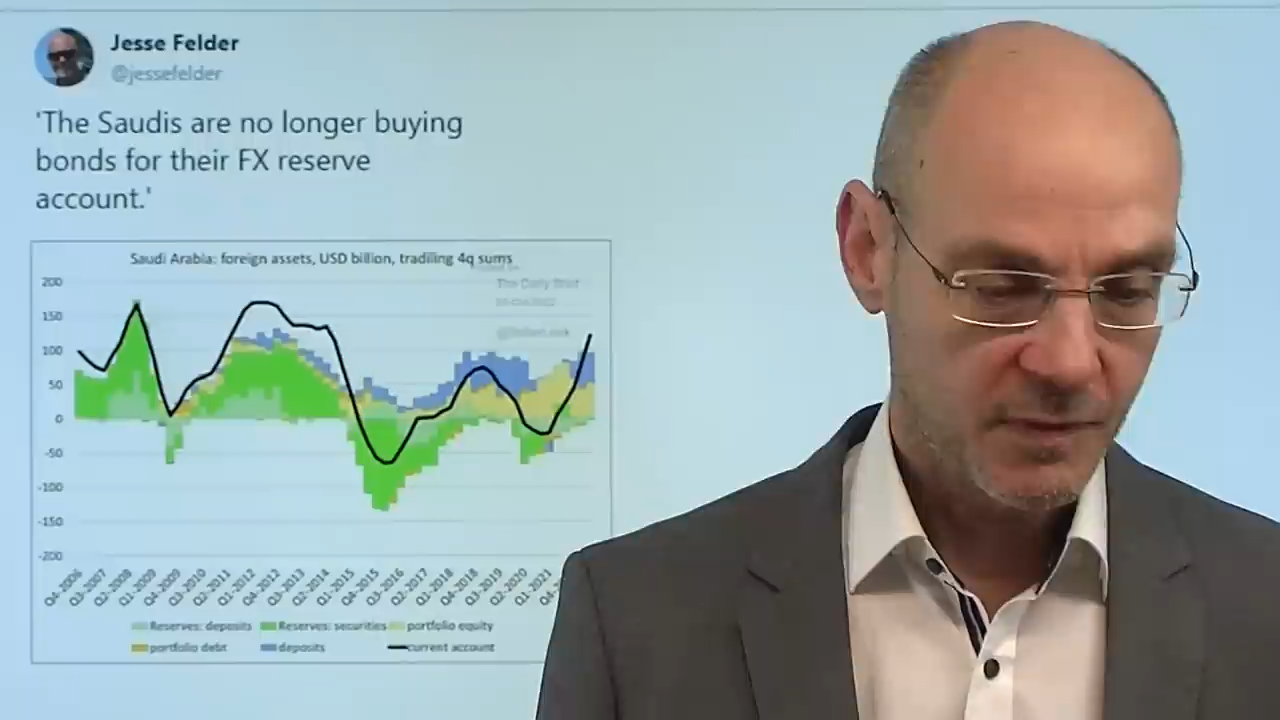 Jesse Felder
@jessefelder
'The Saudis are no longer buying
bonds for their FX reserve
account.'
Saudi Arabia: foreign assets, USD billion, tradiling 4q sums
The Daily Shot
200
150
100
50
0
-50
-100
-150
-200
Q4-2006 Q3-2007 Q2-2008 Q1-2009 Q4-2009 Q3-2010 Q2-2011 Q1-2012 Q4-2012 Q3-2013 Q2-2014 Q1-2015 Q4-2015 Q3-2016 Q2-2017 Q1-2018 Q4-2018 Q3-2019 Q2-2020 Q1-2021
Reserves: deposits Reserves: securities portfolio equity
portfolio debt deposits current account